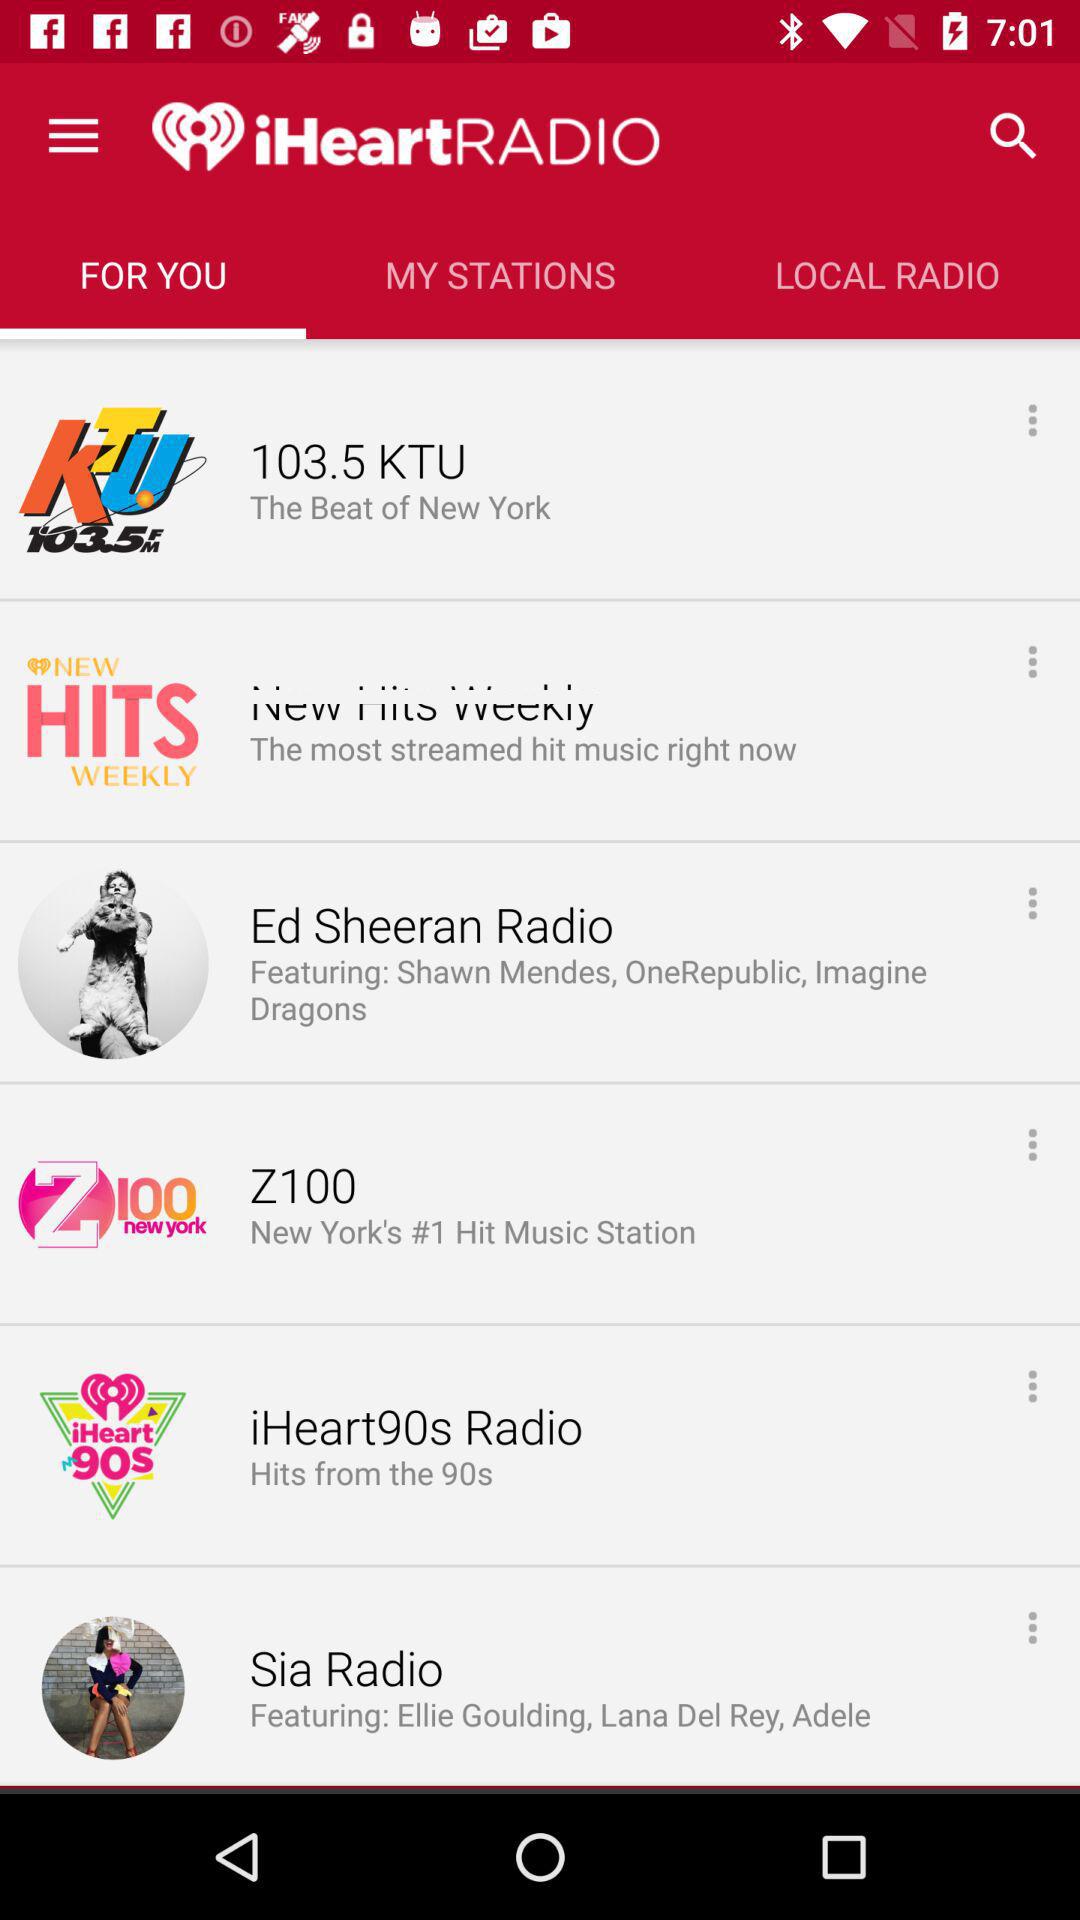 FAKE
7:01
iHeartRADIO
FOR YOU MY STATIONS LOCAL RADIO
KTU
103.5 FM
103.5 KTU
The Beat of New York
NEW
HITS
WEEKLY
New Hits Weekly
The most streamed hit music right now
Ed Sheeran Radio
Featuring: Shawn Mendes, OneRepublic, Imagine
Dragons
Z100
new york
Z100
New York's #1 Hit Music Station
iHeart
90s
iHeart90s Radio
Hits from the 90s
Sia Radio
Featuring: Ellie Goulding, Lana Del Rey, Adele